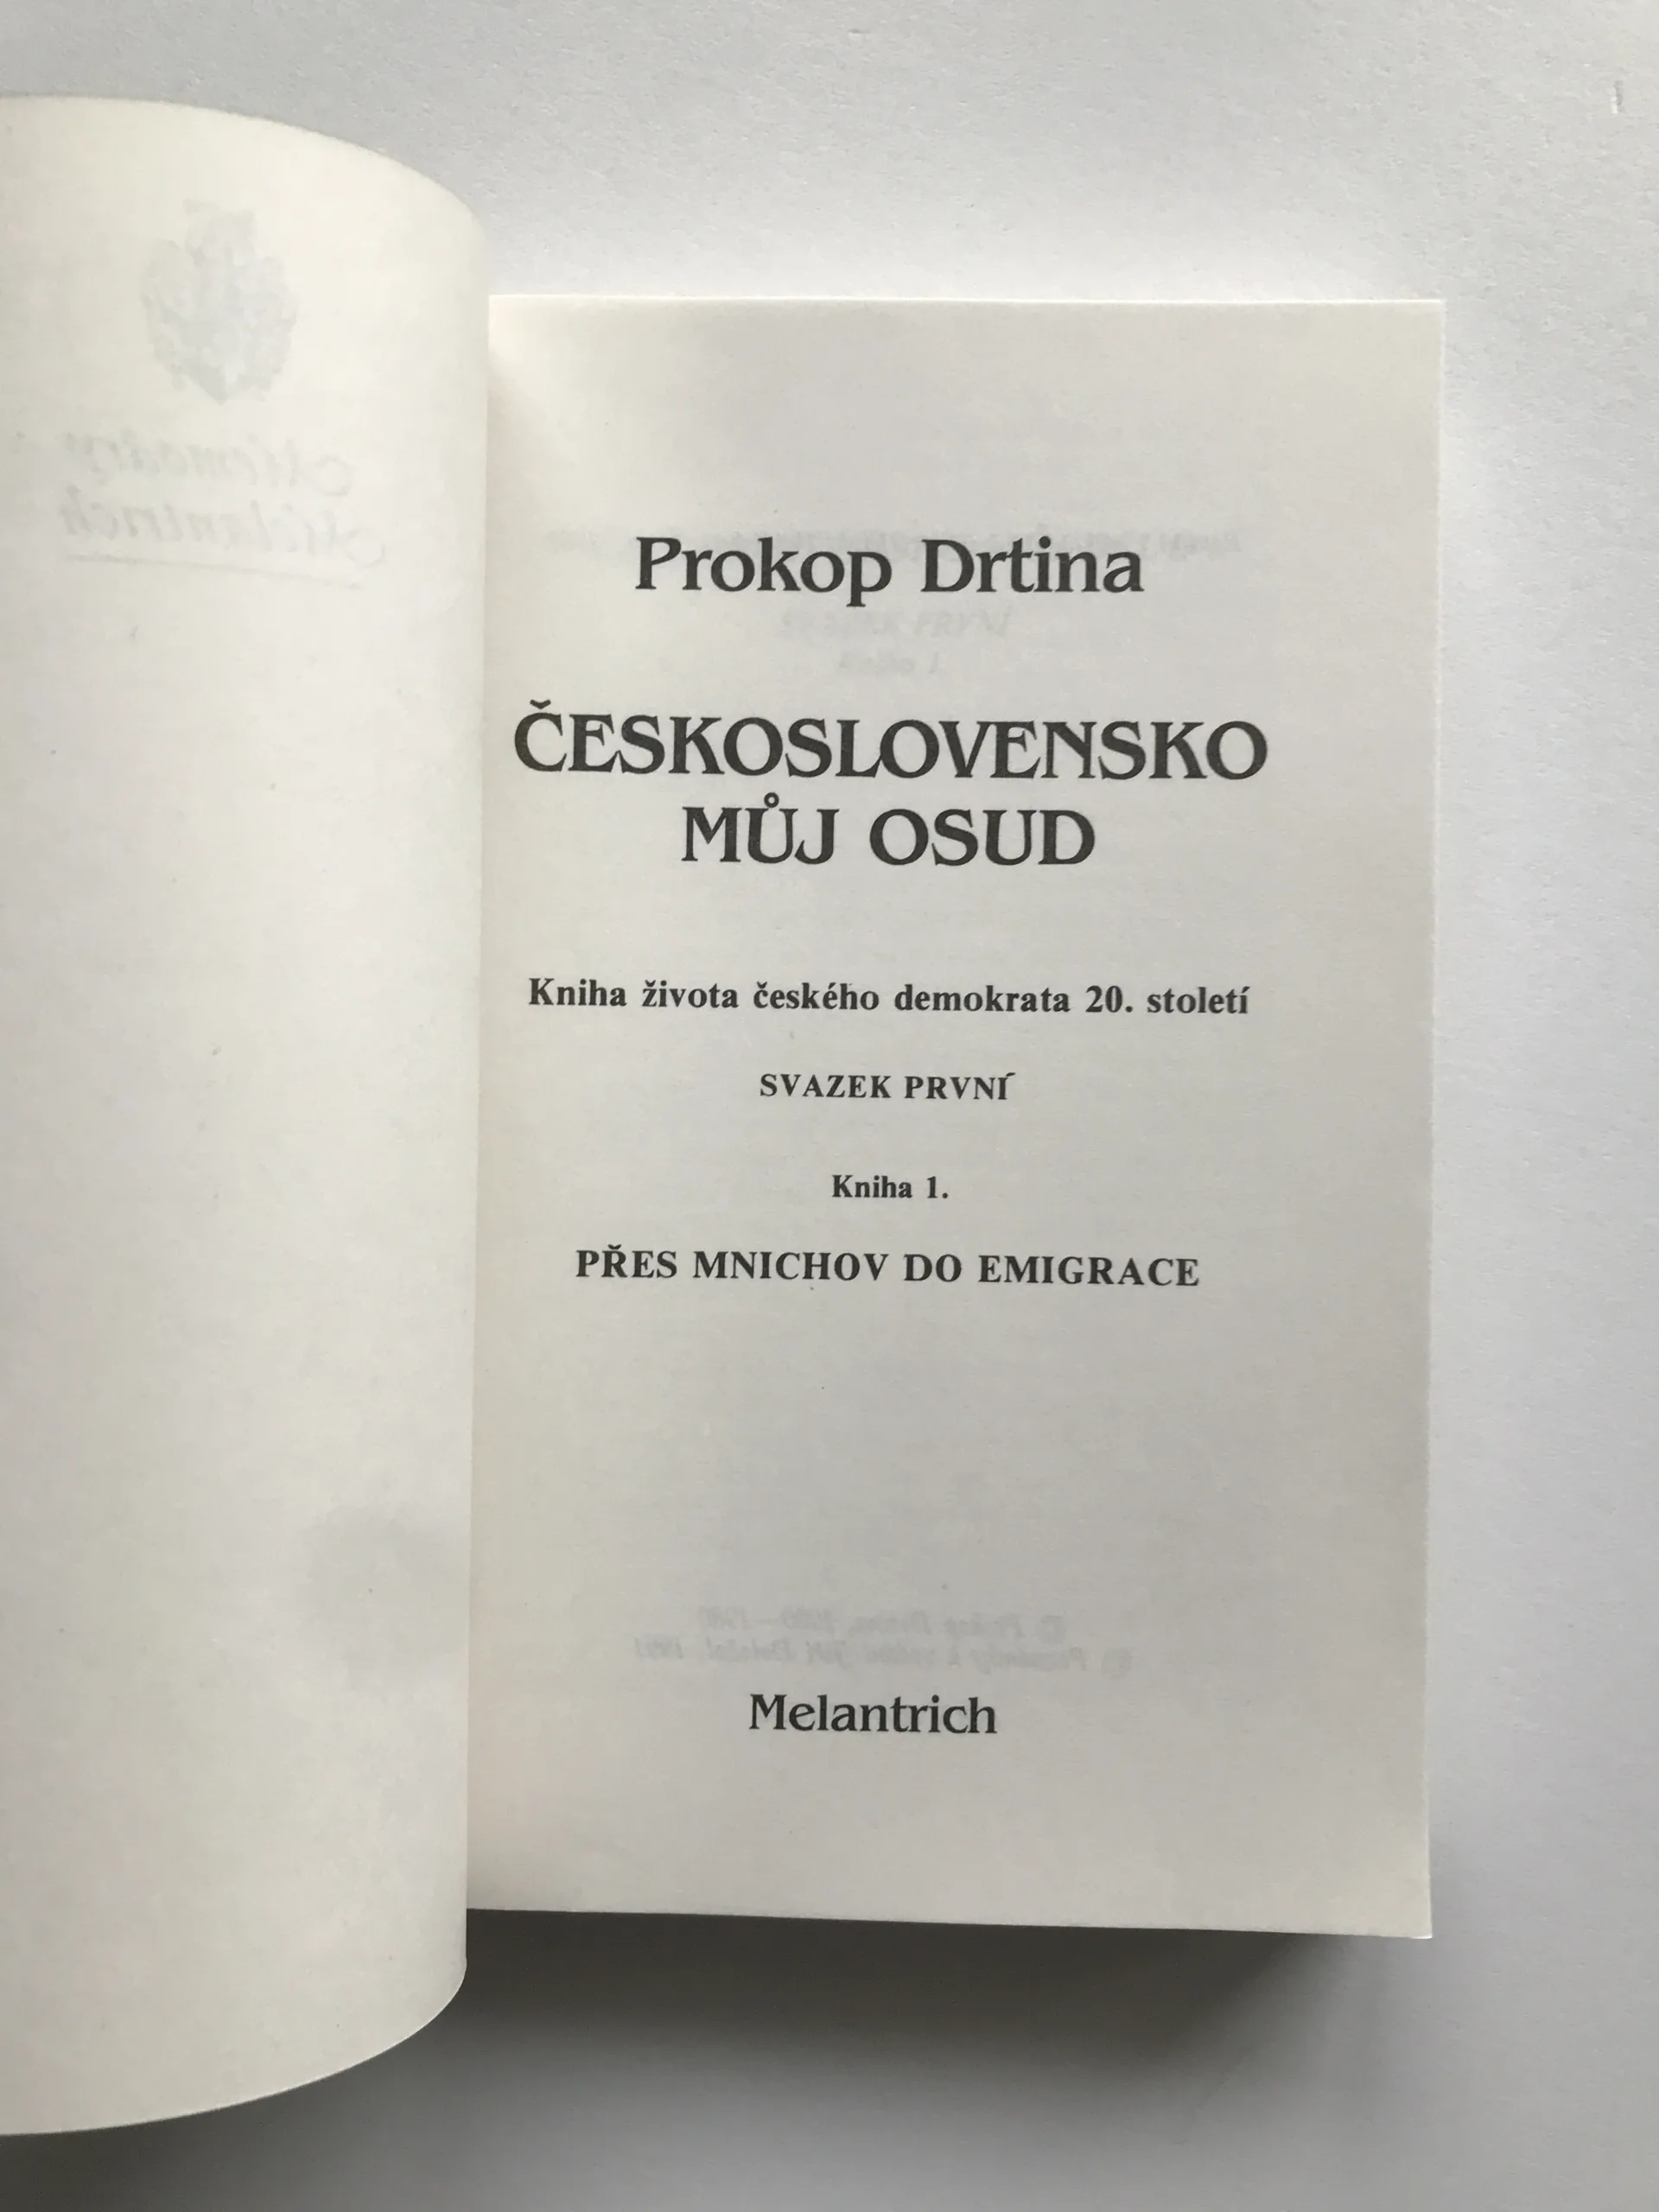 Prokop Drtina
ČESKOSLOVENSKO
MŮJ OSUD
Kniha života českého demokrata 20. století
SVAZEK PRVNÍ
Kniha 1.
PŘES MNICHOV DO EMIGRACE
Melantrich